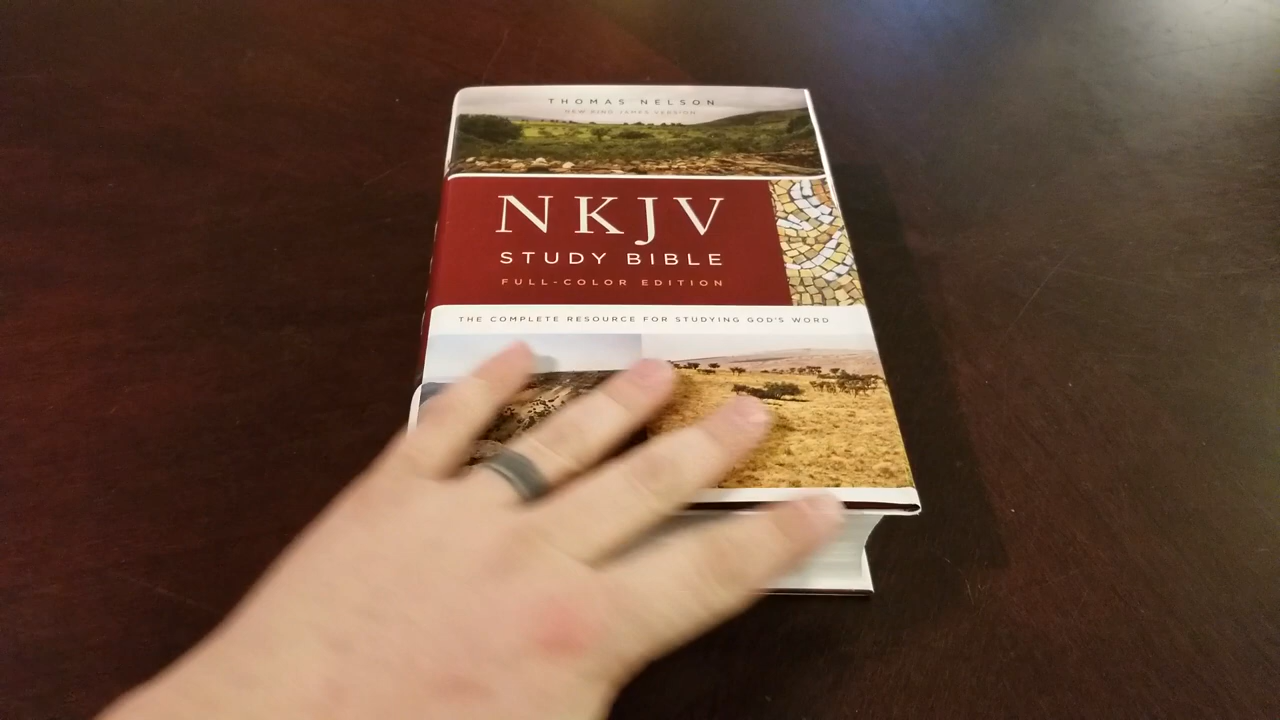 THOMAS NELSON
NEW KING JAMES VERSION
NKJV
STUDY BIBLE
FULL-COLOR EDITION
THE COMPLETE RESOURCE FOR STUDYING GOD'S WORD